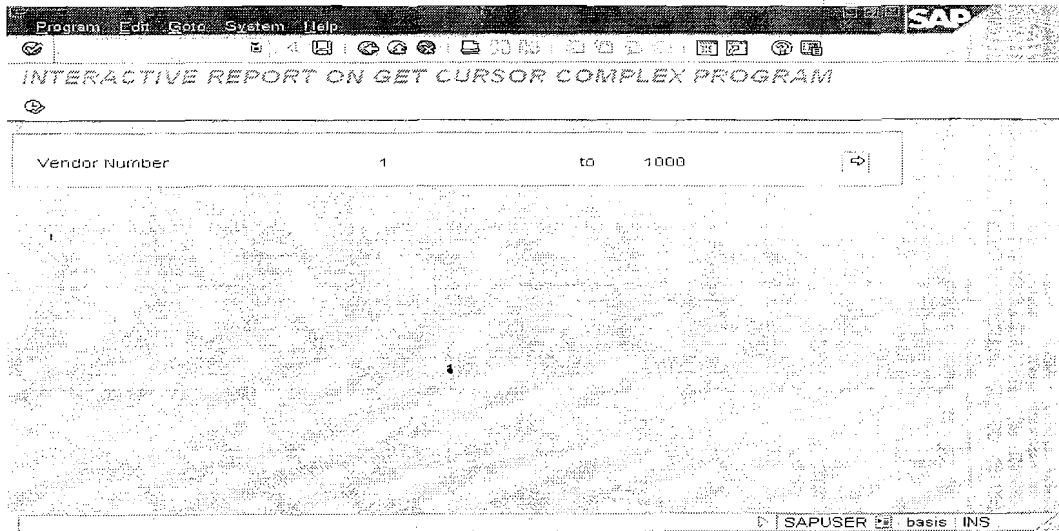 Program Edit Goto System Help
SAP
INTERACTIVE REPORT ON GET CURSOR COMPLEX PROGRAM
Vendor Number 1 to 1000
SAPUSER basis INS